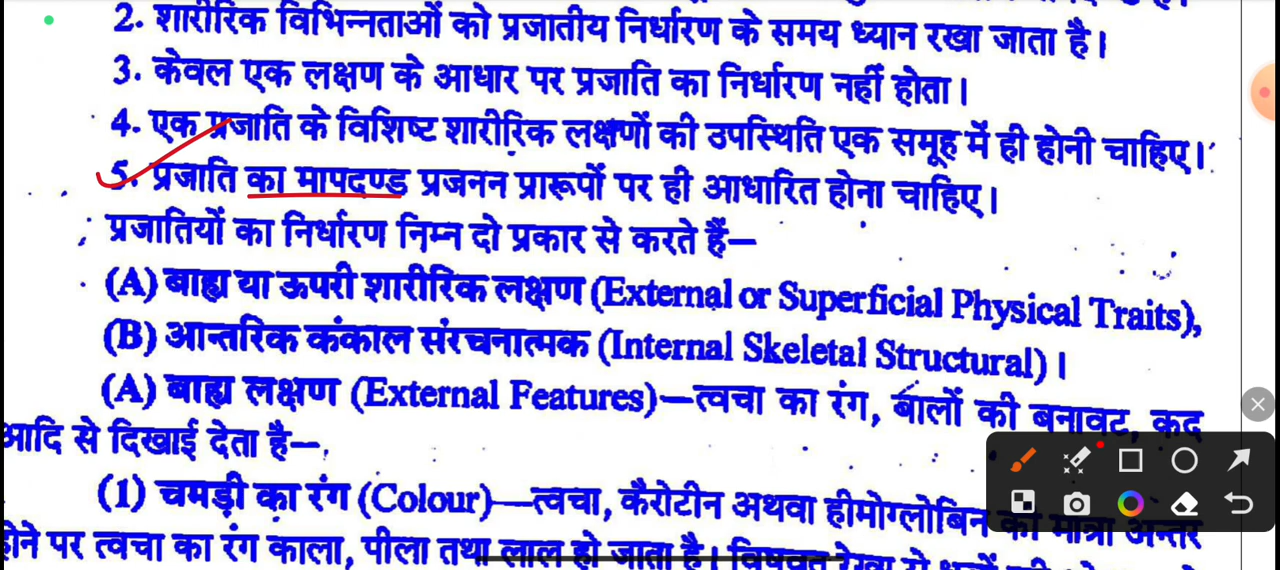 2. शारीरिक विभिन्नताओं को प्रजातीय निर्धारण के समय ध्यान रखा जाता है।
3. केवल एक लक्षण के आधार पर प्रजाति का निर्धारण नहीं होता।
4. एक प्रजाति के विशिष्ट शारीरिक लक्षणों की उपस्थिति एक समूह में ही होनी चाहिए।
5. प्रजाति का मापदण्ड प्रजनन प्रारूपों पर ही आधारित होना चाहिए।
प्रजातियों का निर्धारण निम्न दो प्रकार से करते हैं—
(A) बाह्य या ऊपरी शारीरिक लक्षण (External or Superficial Physical Traits),
(B) आन्तरिक कंकाल संरचनात्मक (Internal Skeletal Structural)।
(A) बाह्य लक्षण (External Features)—त्वचा का रंग, बालों की बनावट, कद
आदि से दिखाई देता है—
(1) चमड़ी का रंग (Colour)—त्वचा, कैरोटीन अथवा हीमोग्लोबिन की मात्रा अन्तर
होने पर त्वचा का रंग काला, पीला तथा लाल हो जाता है।